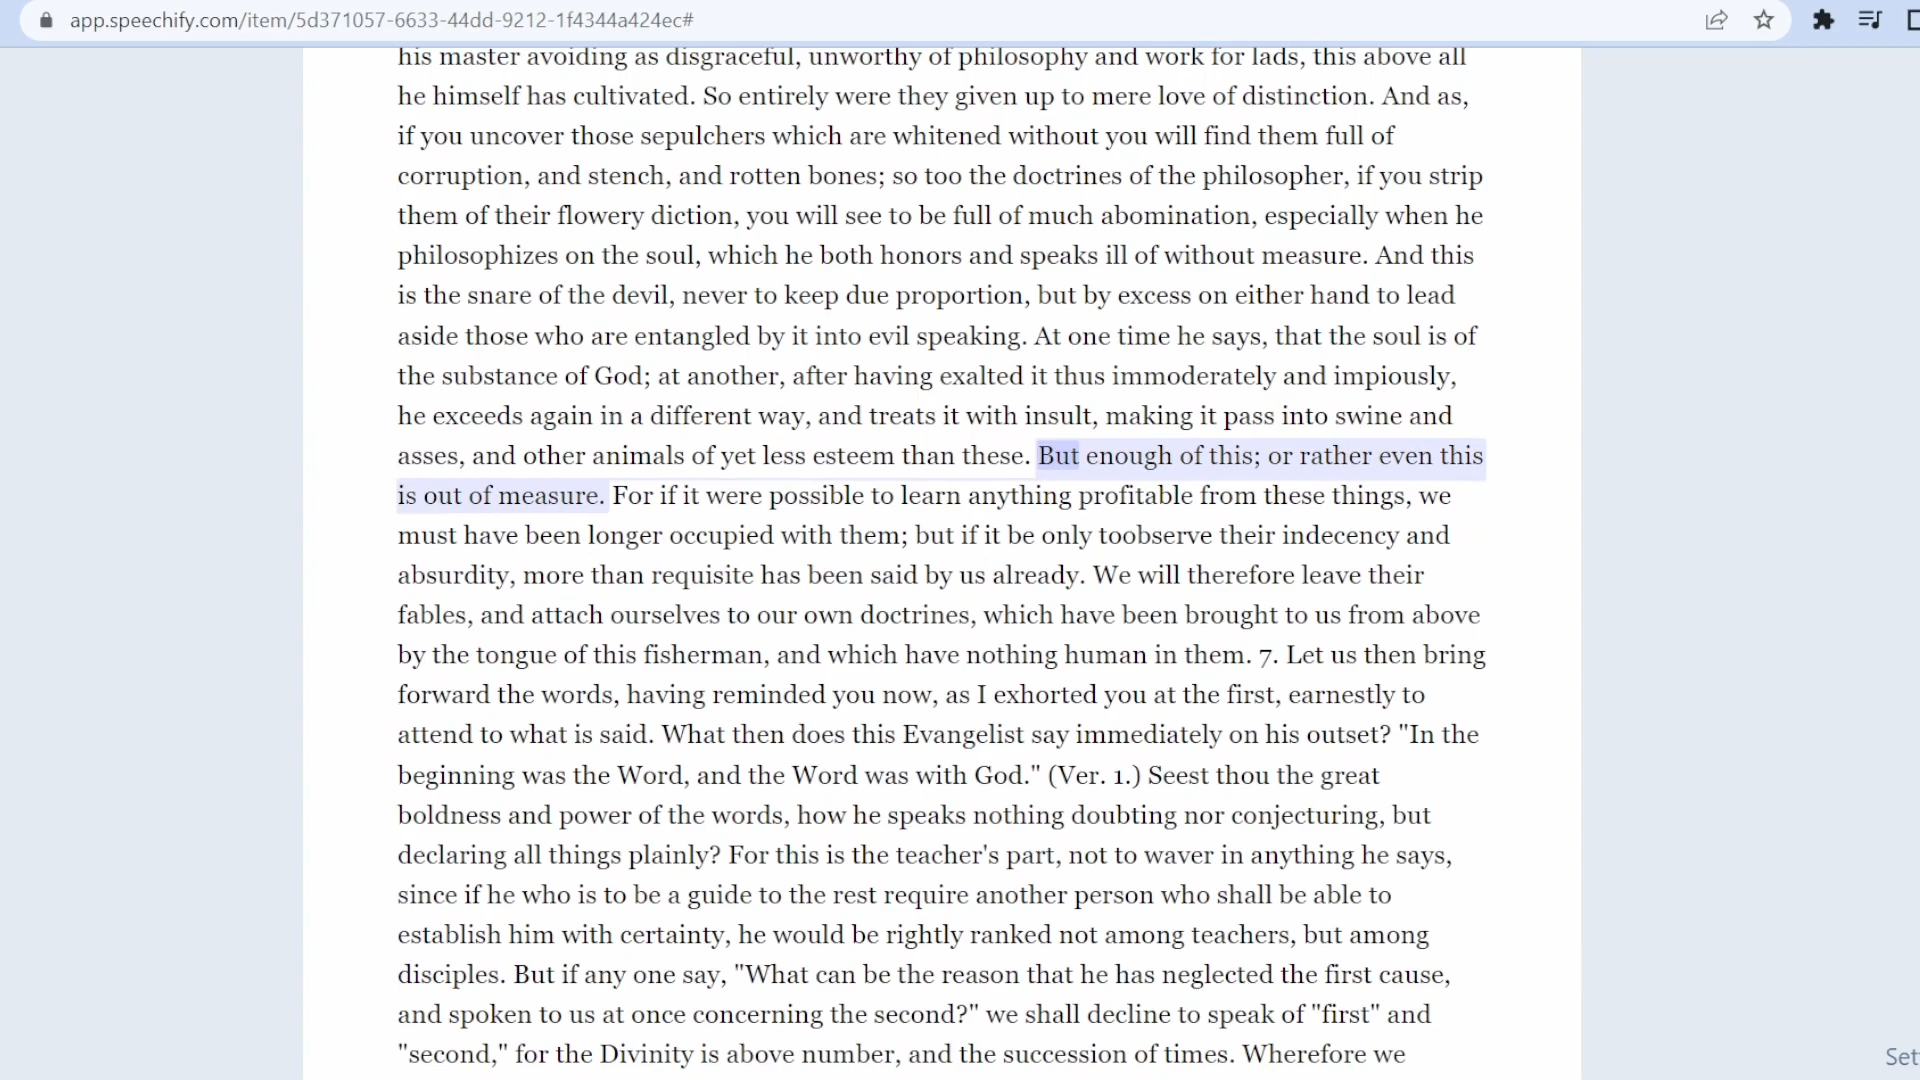 app.speechify.com/item/5d371057-6633-44dd-9212-1f4344a424ec#
his master avoiding as disgraceful, unworthy of philosophy and work for lads, this above all
he himself has cultivated. So entirely were they given up to mere love of distinction. And as,
if you uncover those sepulchers which are whitened without you will find them full of
corruption, and stench, and rotten bones; so too the doctrines of the philosopher, if you strip
them of their flowery diction, you will see to be full of much abomination, especially when he
philosophizes on the soul, which he both honors and speaks ill of without measure. And this
is the snare of the devil, never to keep due proportion, but by excess on either hand to lead
aside those who are entangled by it into evil speaking. At one time he says, that the soul is of
the substance of God; at another, after having exalted it thus immoderately and impiously,
he exceeds again in a different way, and treats it with insult, making it pass into swine and
asses, and other animals of yet less esteem than these. But enough of this; or rather even this
is out of measure. For if it were possible to learn anything profitable from these things, we
must have been longer occupied with them; but if it be only toobserve their indecency and
absurdity, more than requisite has been said by us already. We will therefore leave their
fables, and attach ourselves to our own doctrines, which have been brought to us from above
by the tongue of this fisherman, and which have nothing human in them. 7. Let us then bring
forward the words, having reminded you now, as I exhorted you at the first, earnestly to
attend to what is said. What then does this Evangelist say immediately on his outset? "In the
beginning was the Word, and the Word was with God." (Ver. 1.) Seest thou the great
boldness and power of the words, how he speaks nothing doubting nor conjecturing, but
declaring all things plainly? For this is the teacher's part, not to waver in anything he says,
since if he who is to be a guide to the rest require another person who shall be able to
establish him with certainty, he would be rightly ranked not among teachers, but among
disciples. But if any one say, "What can be the reason that he has neglected the first cause,
and spoken to us at once concerning the second?" we shall decline to speak of "first" and
"second," for the Divinity is above number, and the succession of times. Wherefore we
Set